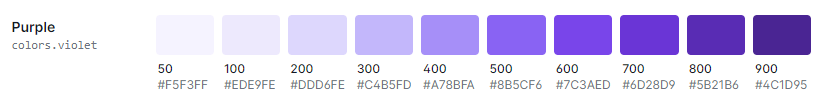 Purple
colors.violet
50 100 200 300 400 500 600 700 800 900
#F5F3FF #EDE9FE #DDD6FE #C4B5FD #A78BFA #8B5CF6 #7C3AED #6D28D9 #5B21B6 #4C1D95